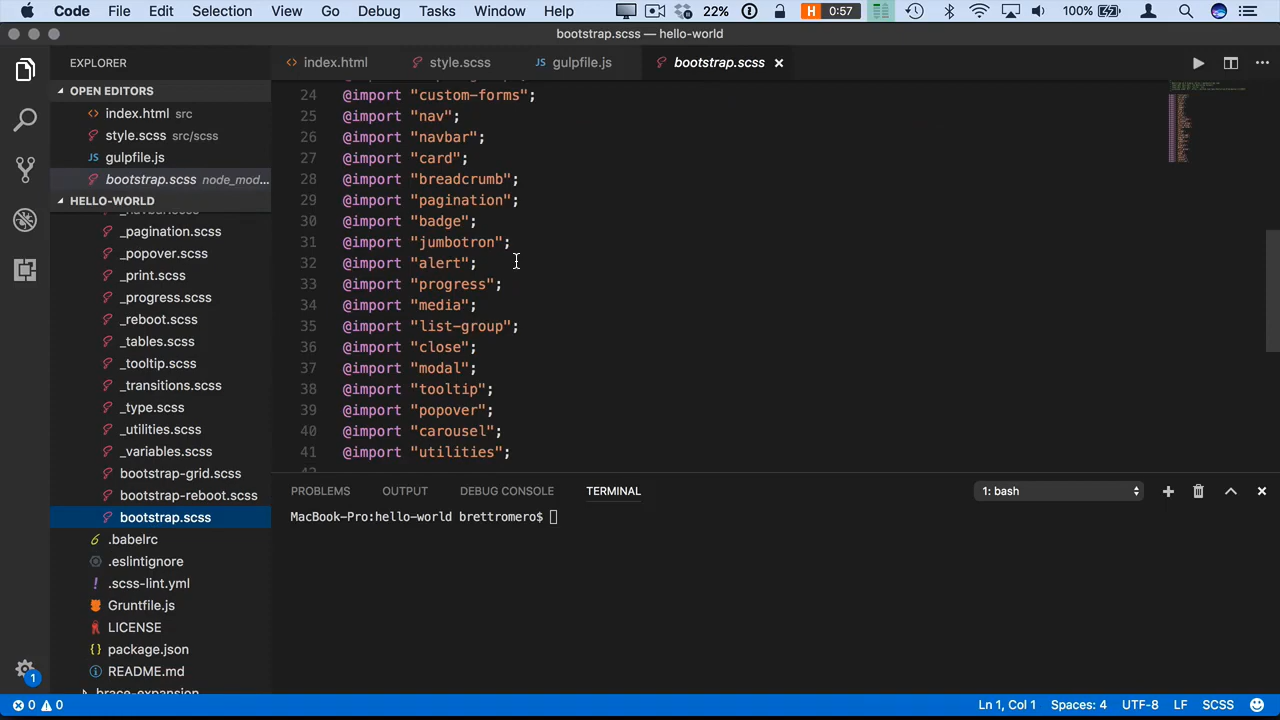 Code File Edit Selection View Go Debug Tasks Window Help 22% H 0:57 100%
bootstrap.scss — hello-world
EXPLORER
index.html style.scss gulpfile.js bootstrap.scss
OPEN EDITORS
index.html src
style.scss src/scss
gulpfile.js
bootstrap.scss node_mod...
HELLO-WORLD
_pagination.scss
_popover.scss
_print.scss
_progress.scss
_reboot.scss
_tables.scss
_tooltip.scss
_transitions.scss
_type.scss
_utilities.scss
_variables.scss
bootstrap-grid.scss
bootstrap-reboot.scss
bootstrap.scss
.babelrc
.eslintignore
.scss-lint.yml
Gruntfile.js
LICENSE
package.json
README.md
brace-expansion
24 @import "custom-forms";
25 @import "nav";
26 @import "navbar";
27 @import "card";
28 @import "breadcrumb";
29 @import "pagination";
30 @import "badge";
31 @import "jumbotron";
32 @import "alert";
33 @import "progress";
34 @import "media";
35 @import "list-group";
36 @import "close";
37 @import "modal";
38 @import "tooltip";
39 @import "popover";
40 @import "carousel";
41 @import "utilities";
PROBLEMS OUTPUT DEBUG CONSOLE TERMINAL 1: bash
MacBook-Pro:hello-world brettromero$
1
0 0 Ln 1, Col 1 Spaces: 4 UTF-8 LF SCSS